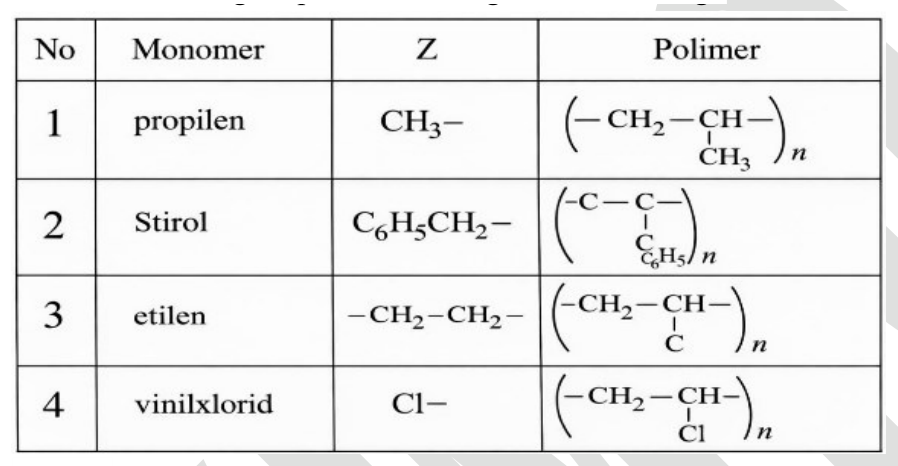 No Monomer Z Polimer
1 propilen CH₃− (− CH₂ − CH −)ₙ
CH₃
2 Stirol C₆H₅CH₂− (-C − C −)ₙ
C
C₆H₅
3 etilen −CH₂−CH₂− (-CH₂ − CH −)ₙ
C
4 vinilxlorid Cl− (− CH₂ − CH-)ₙ
Cl